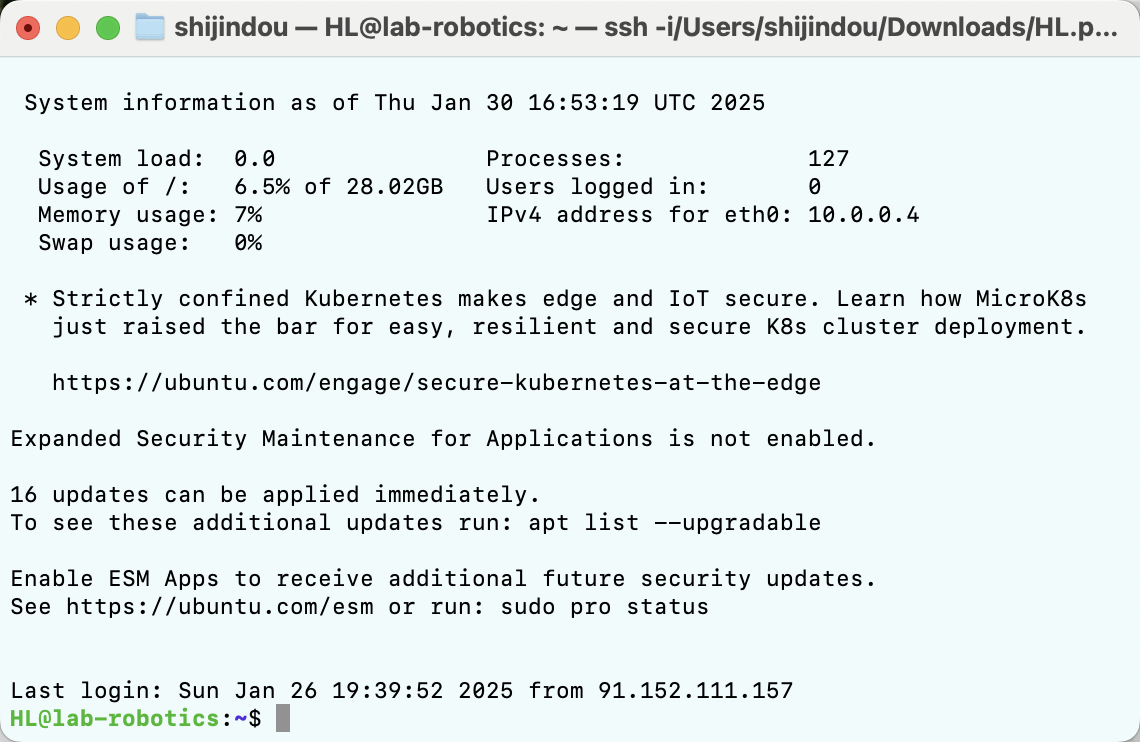 shijindou — HL@lab-robotics: ~ — ssh -i/Users/shijindou/Downloads/HL.p...
System information as of Thu Jan 30 16:53:19 UTC 2025
System load: 0.0 Processes: 127
Usage of /: 6.5% of 28.02GB Users logged in: 0
Memory usage: 7% IPv4 address for eth0: 10.0.0.4
Swap usage: 0%
* Strictly confined Kubernetes makes edge and IoT secure. Learn how MicroK8s
just raised the bar for easy, resilient and secure K8s cluster deployment.
https://ubuntu.com/engage/secure-kubernetes-at-the-edge
Expanded Security Maintenance for Applications is not enabled.
16 updates can be applied immediately.
To see these additional updates run: apt list --upgradable
Enable ESM Apps to receive additional future security updates.
See https://ubuntu.com/esm or run: sudo pro status
Last login: Sun Jan 26 19:39:52 2025 from 91.152.111.157
HL@lab-robotics:~$